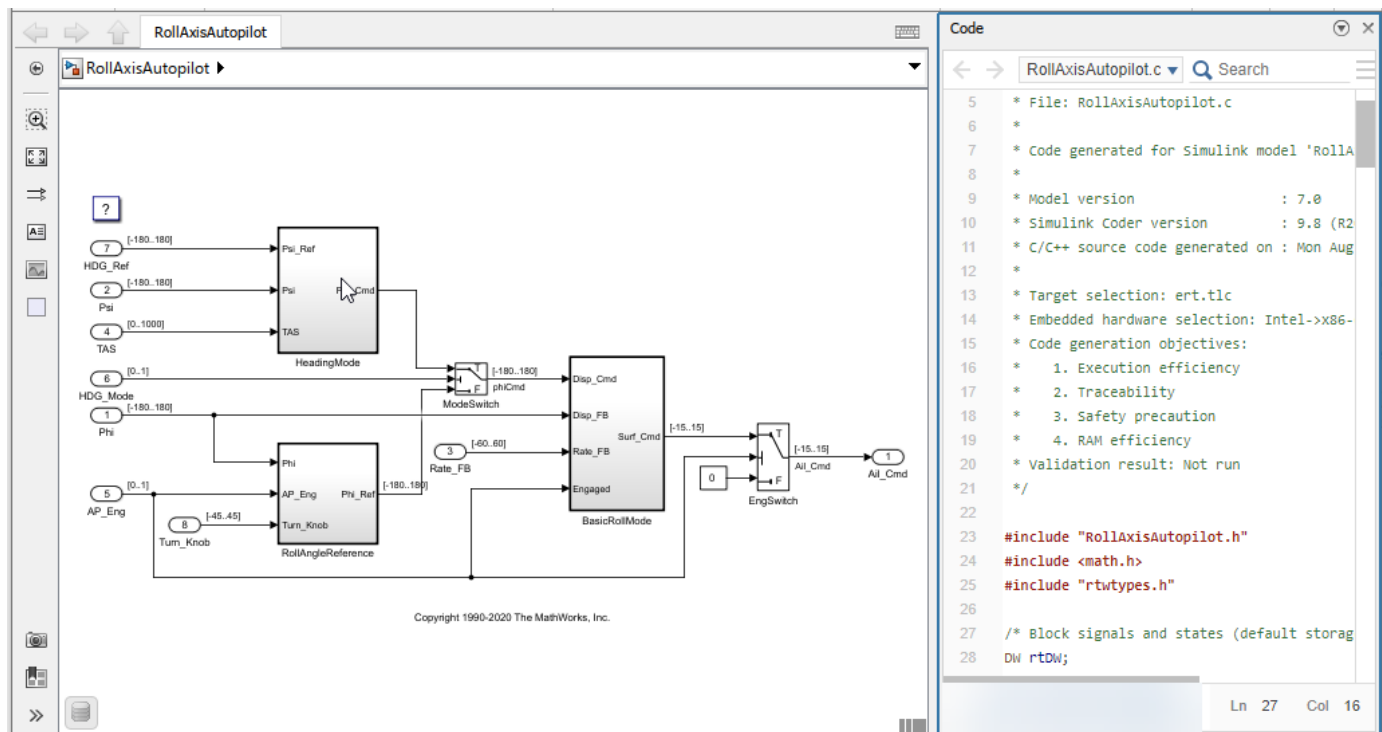 RollAxisAutopilot
RollAxisAutopilot
?
7
[-180..180]
HDG_Ref
2
[-180..180]
Psi
4
[0..1000]
TAS
Psi_Ref
Psi
Cmd
TAS
HeadingMode
6
[0..1]
HDG_Mode
1
[-180..180]
Phi
T
F
ModeSwitch
[-180..180]
phiCmd
3
[-60..60]
Rate_FB
Disp_Cmd
Disp_FB
Surf_Cmd
Rate_FB
Engaged
BasicRollMode
[-15..15]
0
T
F
EngSwitch
[-15..15]
Ail_Cmd
1
Ail_Cmd
5
[0..1]
AP_Eng
8
[-45..45]
Turn_Knob
Phi
AP_Eng
Phi_Ref
Turn_Knob
RollAngleReference
[-180..180]
Copyright 1990-2020 The MathWorks, Inc.
Code
RollAxisAutopilot.c
Search
5 * File: RollAxisAutopilot.c
6 *
7 * Code generated for Simulink model 'RollA
8 *
9 * Model version : 7.0
10 * Simulink Coder version : 9.8 (R2
11 * C/C++ source code generated on : Mon Aug
12 *
13 * Target selection: ert.tlc
14 * Embedded hardware selection: Intel->x86-
15 * Code generation objectives:
16 * 1. Execution efficiency
17 * 2. Traceability
18 * 3. Safety precaution
19 * 4. RAM efficiency
20 * Validation result: Not run
21 */
22
23 #include "RollAxisAutopilot.h"
24 #include <math.h>
25 #include "rtwtypes.h"
26
27 /* Block signals and states (default storag
28 DW rtDW;
Ln 27 Col 16